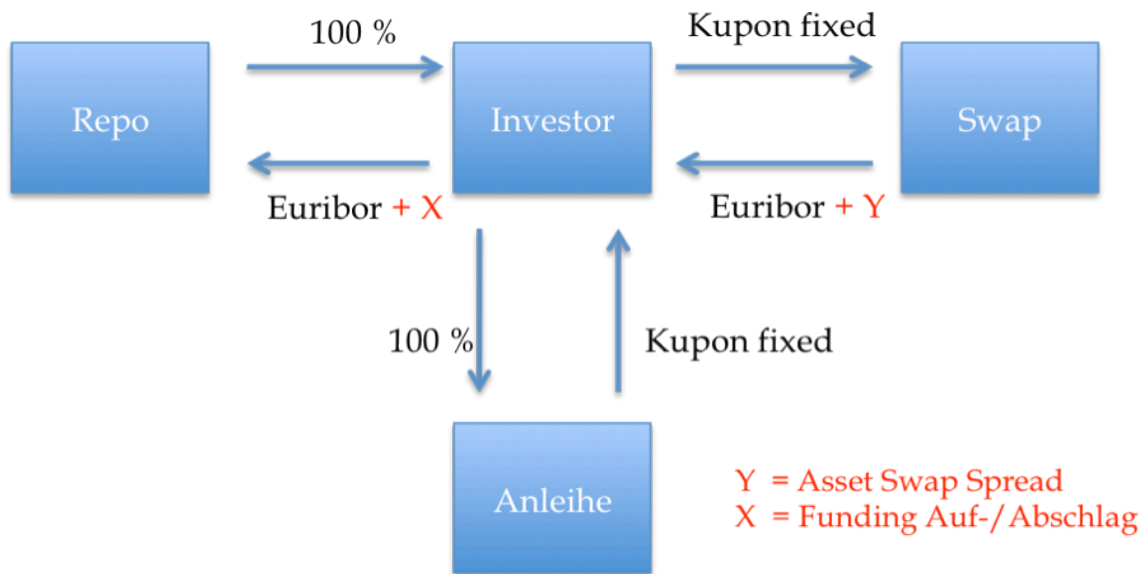 100 %
Kupon fixed
Repo
Investor
Swap
Euribor + X
Euribor + Y
100 %
Kupon fixed
Anleihe
Y = Asset Swap Spread
X = Funding Auf-/Abschlag